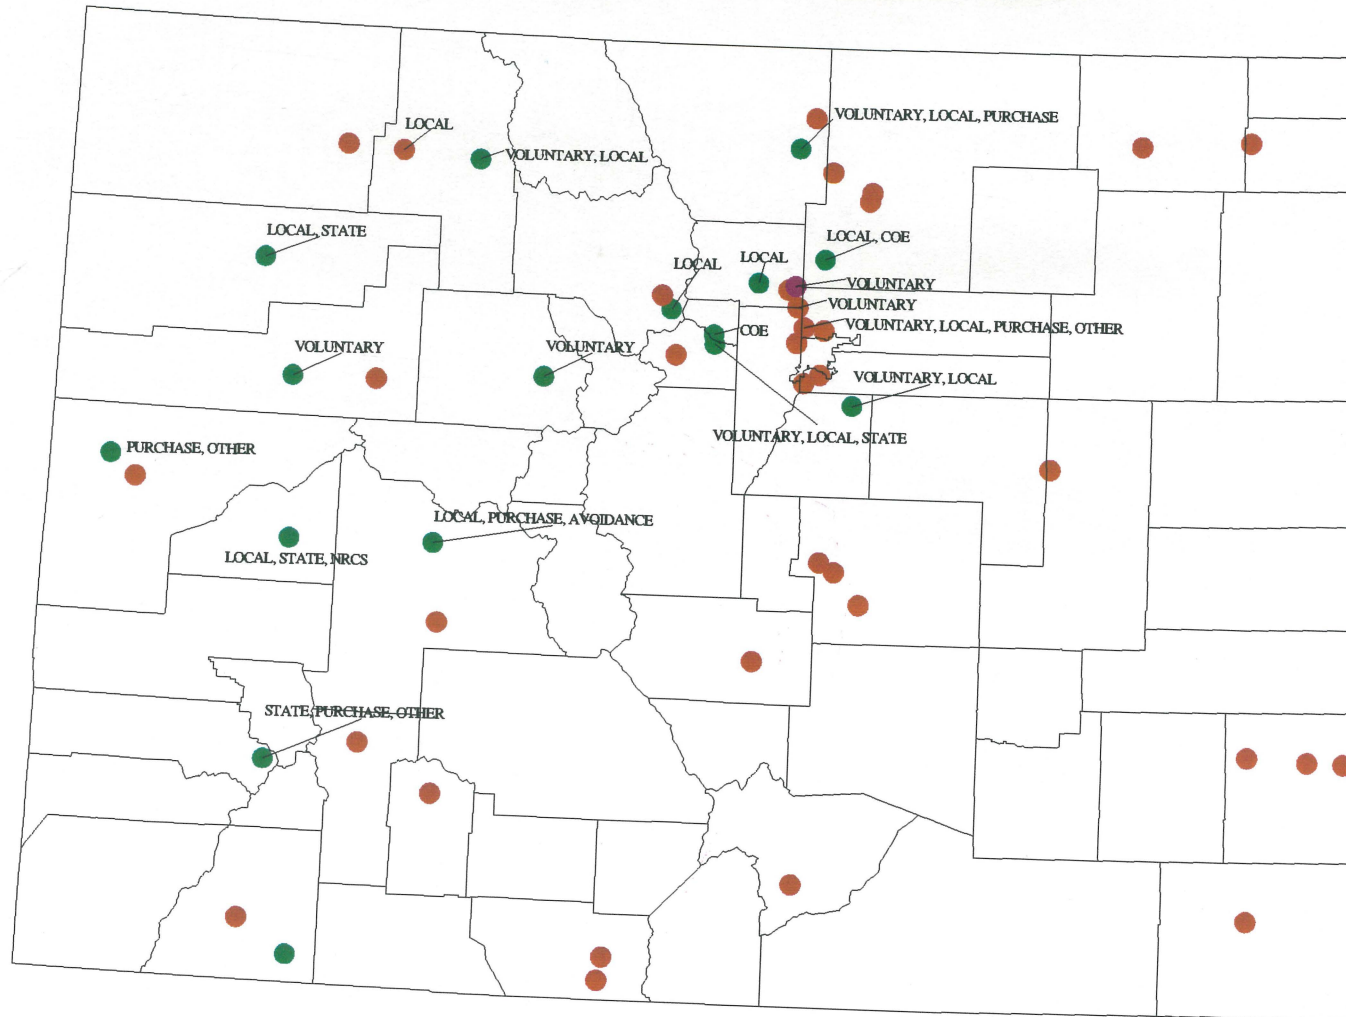 VOLUNTARY, LOCAL, PURCHASE
LOCAL
VOLUNTARY, LOCAL
LOCAL, STATE
LOCAL, COE
LOCAL
LOCAL
VOLUNTARY
VOLUNTARY
VOLUNTARY, LOCAL, PURCHASE, OTHER
COE
VOLUNTARY
VOLUNTARY
VOLUNTARY, LOCAL
VOLUNTARY, LOCAL, STATE
PURCHASE, OTHER
LOCAL, PURCHASE, AVOIDANCE
LOCAL, STATE, NRCS
STATE, PURCHASE, OTHER